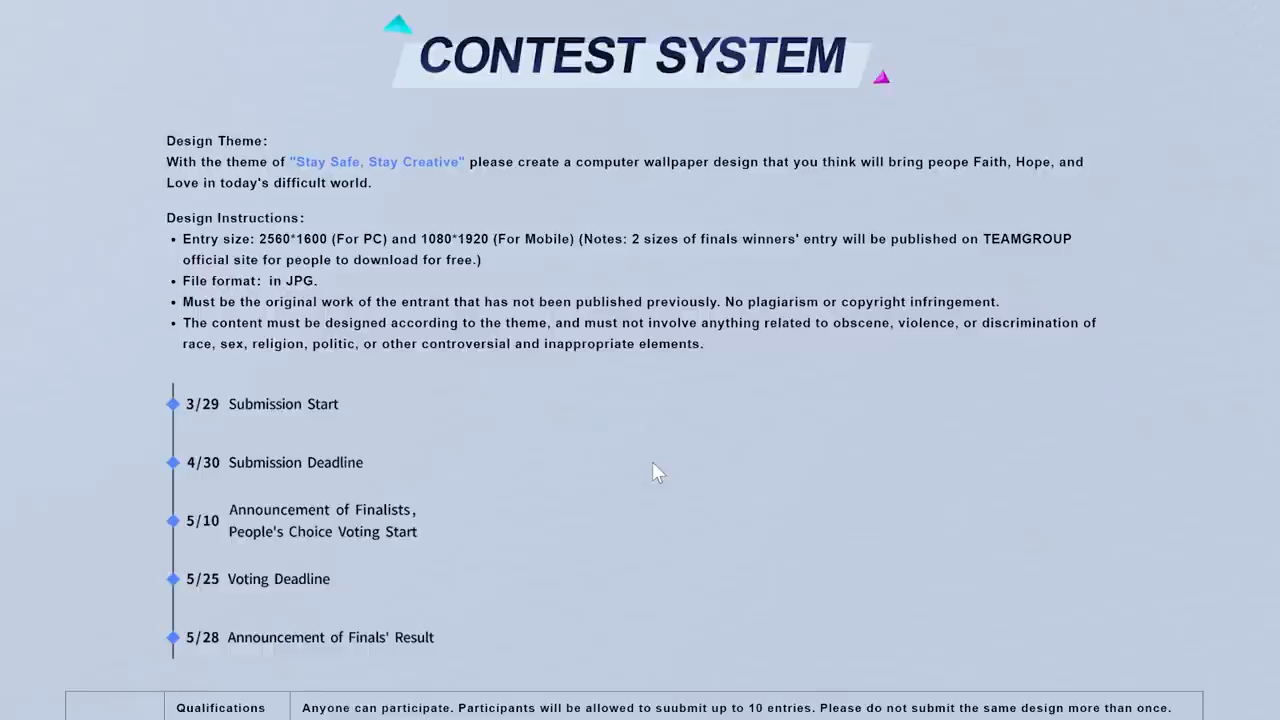 CONTEST SYSTEM
Design Theme:
With the theme of "Stay Safe, Stay Creative" please create a computer wallpaper design that you think will bring peope Faith, Hope, and
Love in today's difficult world.
Design Instructions:
• Entry size: 2560*1600 (For PC) and 1080*1920 (For Mobile) (Notes: 2 sizes of finals winners' entry will be published on TEAMGROUP
official site for people to download for free.)
• File format: in JPG.
• Must be the original work of the entrant that has not been published previously. No plagiarism or copyright infringement.
• The content must be designed according to the theme, and must not involve anything related to obscene, violence, or discrimination of
race, sex, religion, politic, or other controversial and inappropriate elements.
3/29 Submission Start
4/30 Submission Deadline
5/10 Announcement of Finalists,
People's Choice Voting Start
5/25 Voting Deadline
5/28 Announcement of Finals' Result
Qualifications Anyone can participate. Participants will be allowed to suubmit up to 10 entries. Please do not submit the same design more than once.